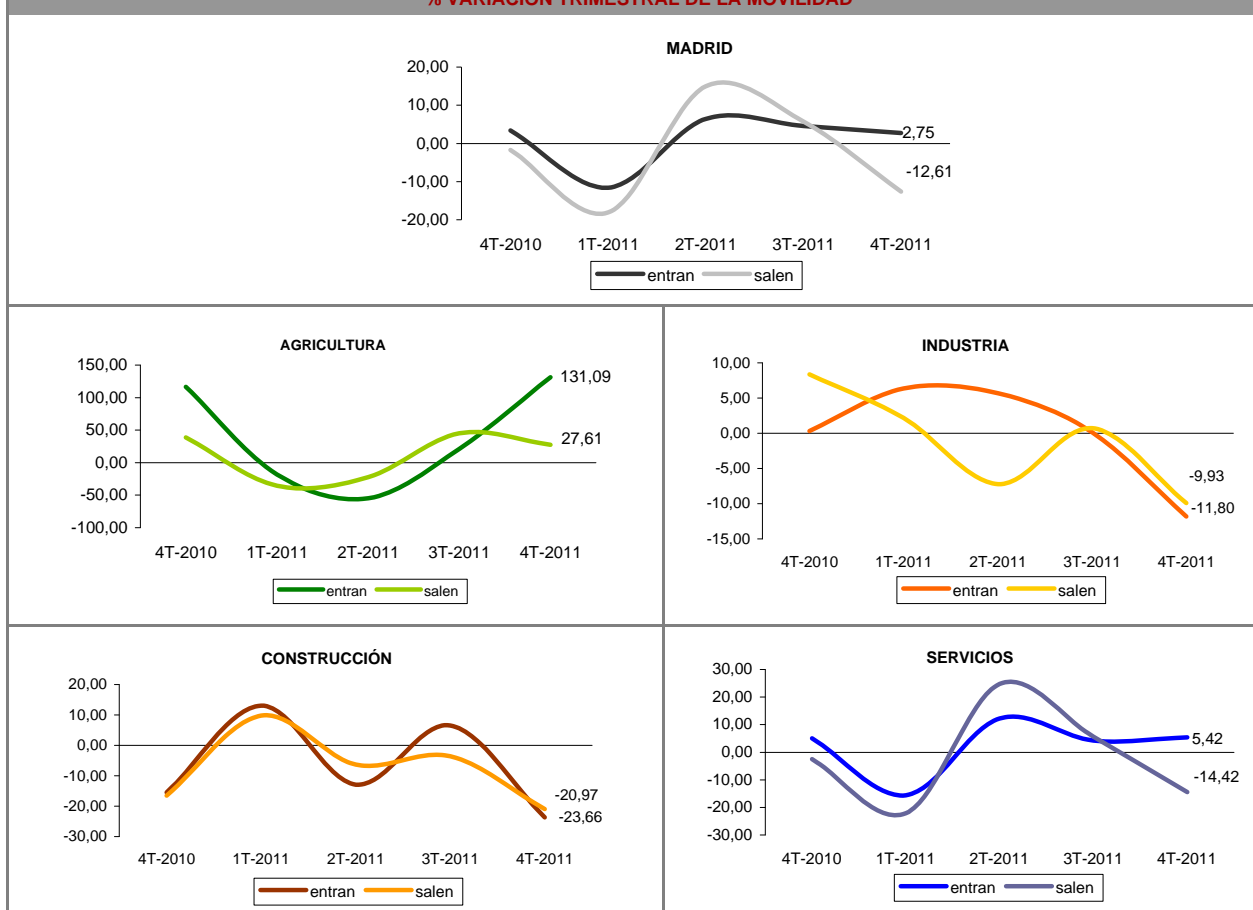 % VARIACIÓN TRIMESTRAL DE LA MOVILIDAD
MADRID
20,00
10,00
0,00
-10,00
-20,00
2,75
-12,61
4T-2010 1T-2011 2T-2011 3T-2011 4T-2011
entran salen
AGRICULTURA
150,00
100,00
50,00
0,00
-50,00
-100,00
131,09
27,61
4T-2010 1T-2011 2T-2011 3T-2011 4T-2011
entran salen
INDUSTRIA
10,00
5,00
0,00
-5,00
-10,00
-15,00
-9,93
-11,80
4T-2010 1T-2011 2T-2011 3T-2011 4T-2011
entran salen
CONSTRUCCIÓN
20,00
10,00
0,00
-10,00
-20,00
-30,00
-20,97
-23,66
4T-2010 1T-2011 2T-2011 3T-2011 4T-2011
entran salen
SERVICIOS
30,00
20,00
10,00
0,00
-10,00
-20,00
-30,00
5,42
-14,42
4T-2010 1T-2011 2T-2011 3T-2011 4T-2011
entran salen